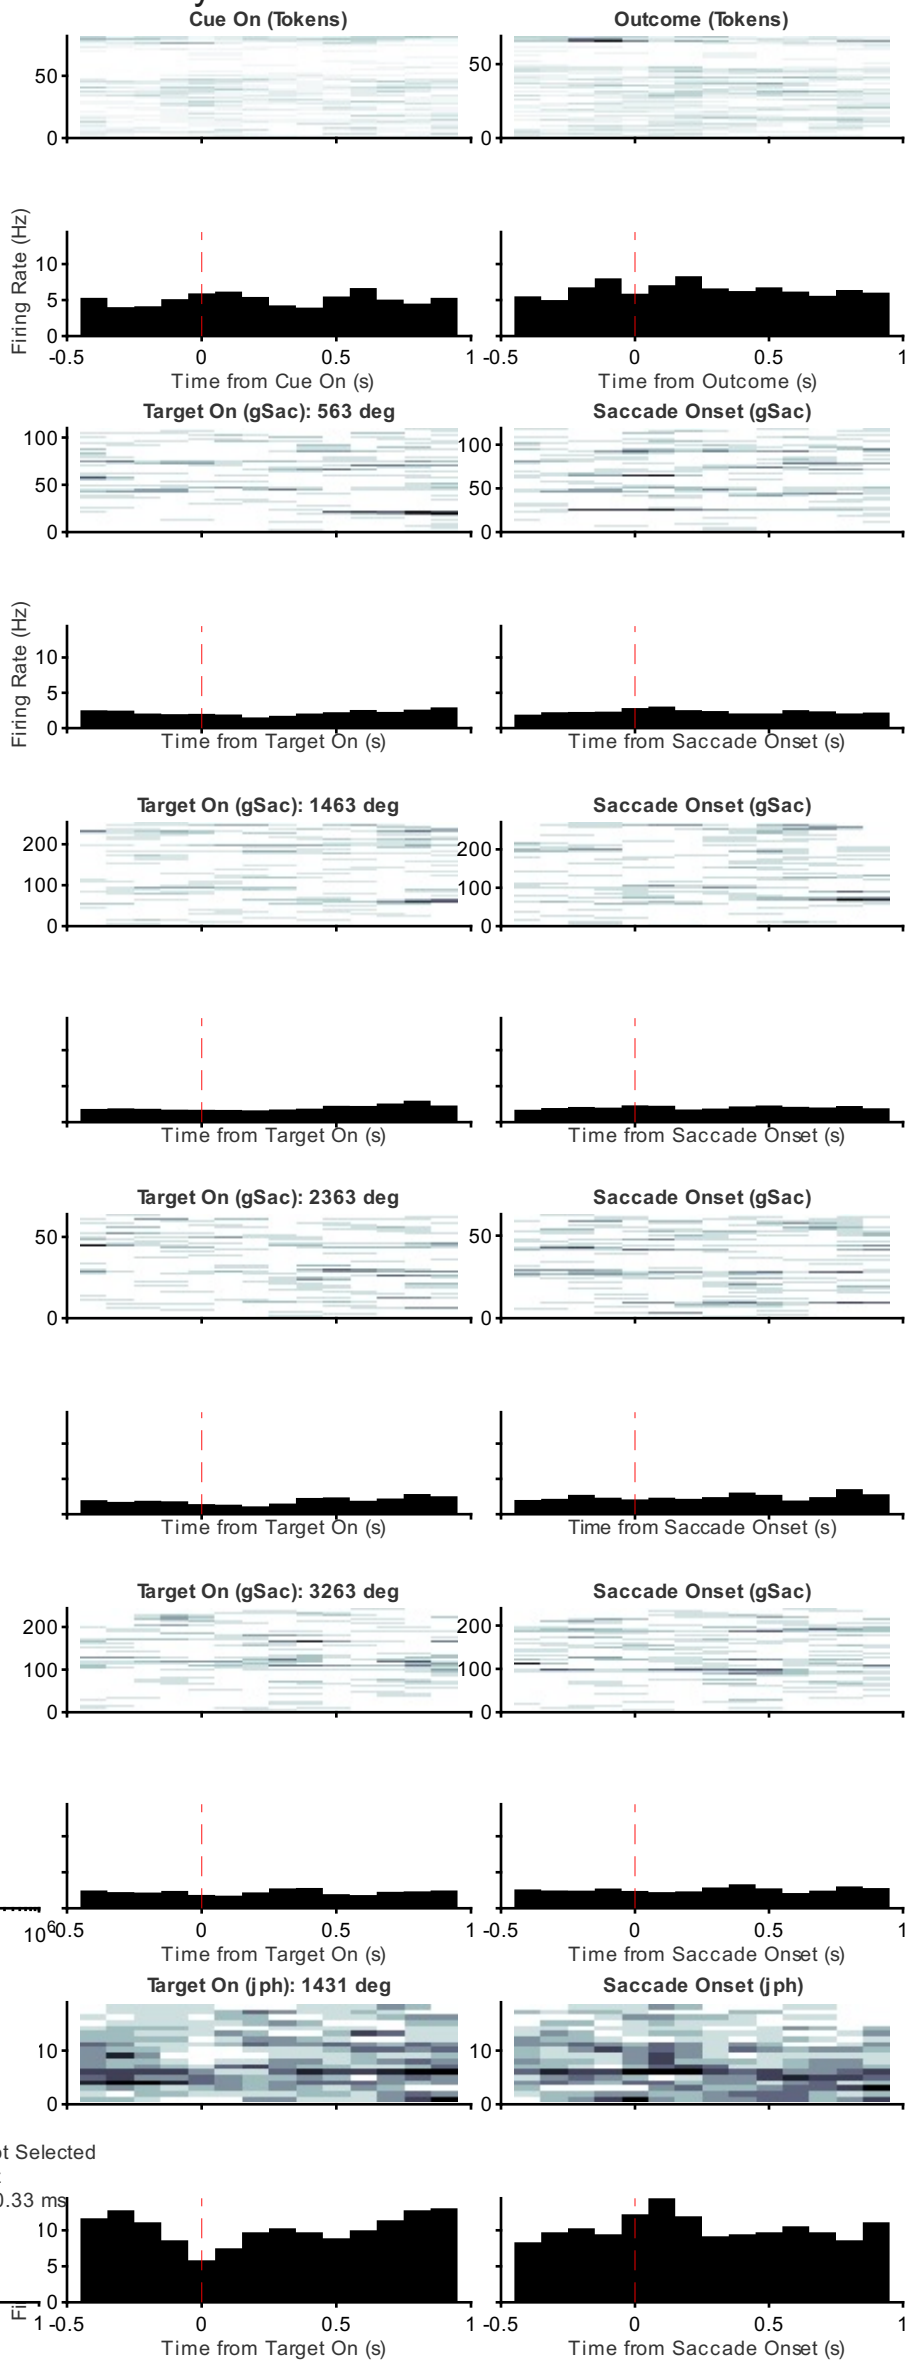 Cue On (Tokens) Outcome (Tokens)
50 50
0 0
Firing Rate (Hz)
10
5
0
-0.5 0 0.5 1 -0.5 0 0.5 1
Time from Cue On (s) Time from Outcome (s)
Target On (gSac): 563 deg Saccade Onset (gSac)
100 100
50 50
0 0
Firing Rate (Hz)
10
5
0
Time from Target On (s) Time from Saccade Onset (s)
Target On (gSac): 1463 deg Saccade Onset (gSac)
200 200
100 100
0 0
Time from Target On (s) Time from Saccade Onset (s)
Target On (gSac): 2363 deg Saccade Onset (gSac)
50 50
0 0
Time from Target On (s) Time from Saccade Onset (s)
Target On (gSac): 3263 deg Saccade Onset (gSac)
200 200
100 100
0 0
10⁶ -0.5 0 0.5 1 -0.5 0 0.5 1
Time from Target On (s) Time from Saccade Onset (s)
Target On (jph): 1431 deg Saccade Onset (jph)
10 10
0 0
Selected
0.33 ms
10
5
0
Fi
1 -0.5 0 0.5 1 -0.5 0 0.5 1
Time from Target On (s) Time from Saccade Onset (s)